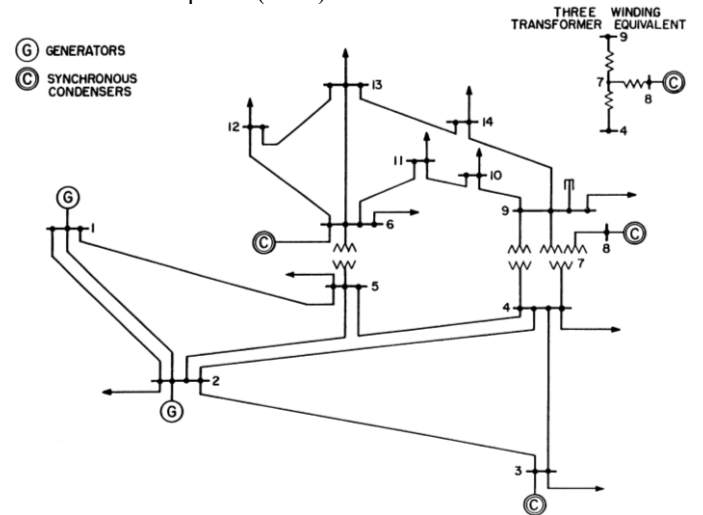 THREE WINDING
TRANSFORMER EQUIVALENT
G GENERATORS
C SYNCHRONOUS
CONDENSERS
9
7
8
C
4
13
12
14
11
10
G
1
C
6
9
8
C
7
5
4
2
G
3
C